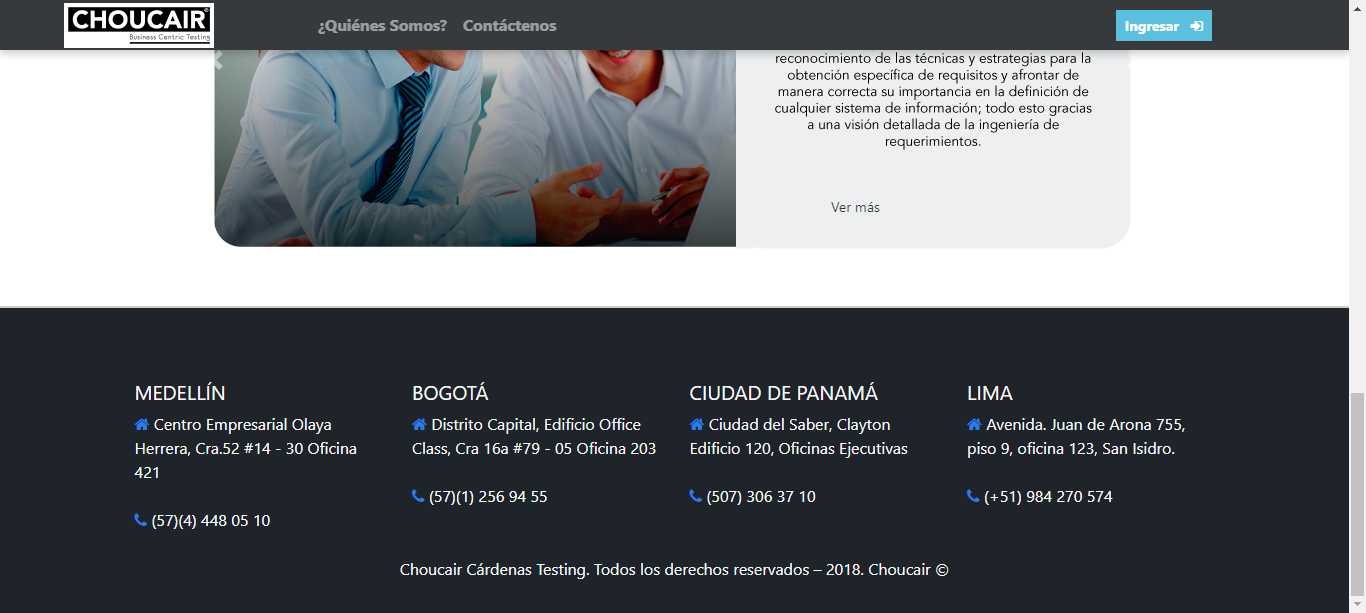 CHOUCAIR®
Business Centric Testing
¿Quiénes Somos?
Contáctenos
Ingresar
reconocimiento de las técnicas y estrategias para la
obtención específica de requisitos y afrontar de
manera correcta su importancia en la definición de
cualquier sistema de información; todo esto gracias
a una visión detallada de la ingeniería de
requerimientos.
Ver más
MEDELLÍN
Centro Empresarial Olaya
Herrera, Cra.52 #14 - 30 Oficina
421
(57)(4) 448 05 10
BOGOTÁ
Distrito Capital, Edificio Office
Class, Cra 16a #79 - 05 Oficina 203
(57)(1) 256 94 55
CIUDAD DE PANAMÁ
Ciudad del Saber, Clayton
Edificio 120, Oficinas Ejecutivas
(507) 306 37 10
LIMA
Avenida. Juan de Arona 755,
piso 9, oficina 123, San Isidro.
(+51) 984 270 574
Choucair Cárdenas Testing. Todos los derechos reservados – 2018. Choucair ©